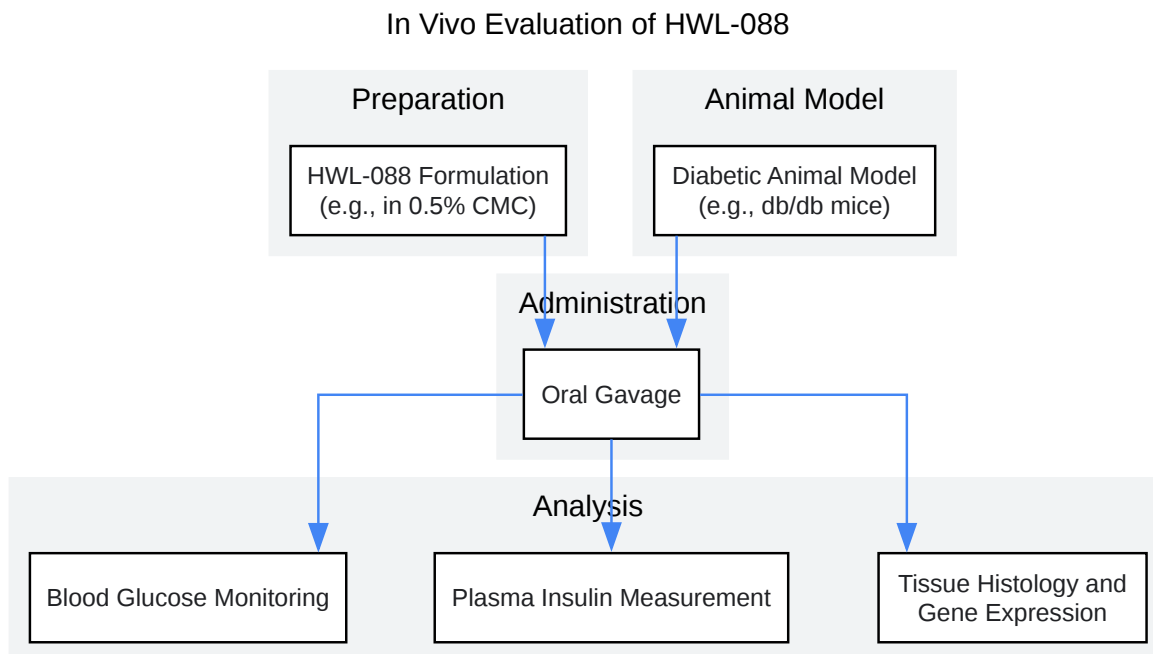 In Vivo Evaluation of HWL-088
Preparation
Animal Model
HWL-088 Formulation
(e.g., in 0.5% CMC)
Diabetic Animal Model
(e.g., db/db mice)
Administration
Oral Gavage
Analysis
Blood Glucose Monitoring
Plasma Insulin Measurement
Tissue Histology and
Gene Expression